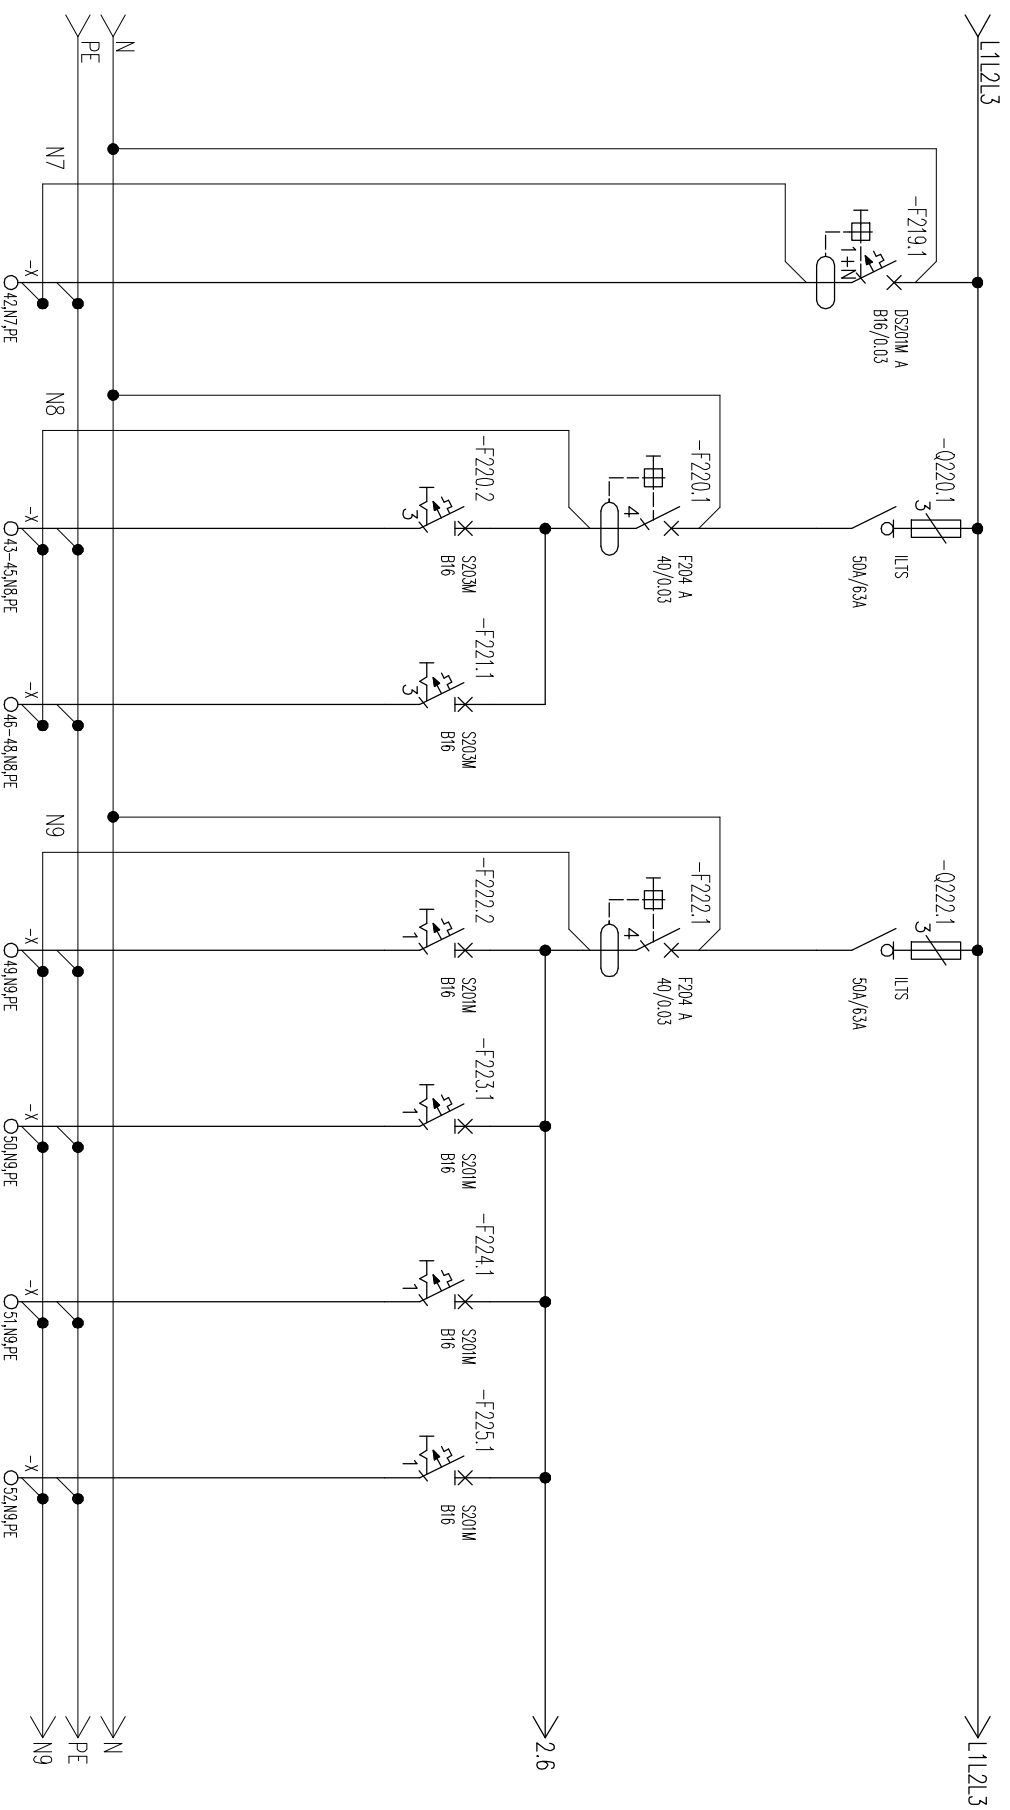 L1L2L3
N
PE
N7
-F219.1
1+N
DS201M A
B16/0.03
-X
42,N7,PE
N8
-Q220.1
3
ILTS
50A/63A
-F220.1
4
F204 A
40/0.03
-F220.2
3
S203M
B16
-X
43-45,N8,PE
-F221.1
3
S203M
B16
-X
46-48,N8,PE
N9
-Q222.1
3
ILTS
50A/63A
-F222.1
4
F204 A
40/0.03
-F222.2
1
S201M
B16
-X
49,N9,PE
-F223.1
1
S201M
B16
-X
50,N9,PE
-F224.1
1
S201M
B16
-X
51,N9,PE
-F225.1
1
S201M
B16
-X
52,N9,PE
L1L2L3
2.6
N
PE
N9